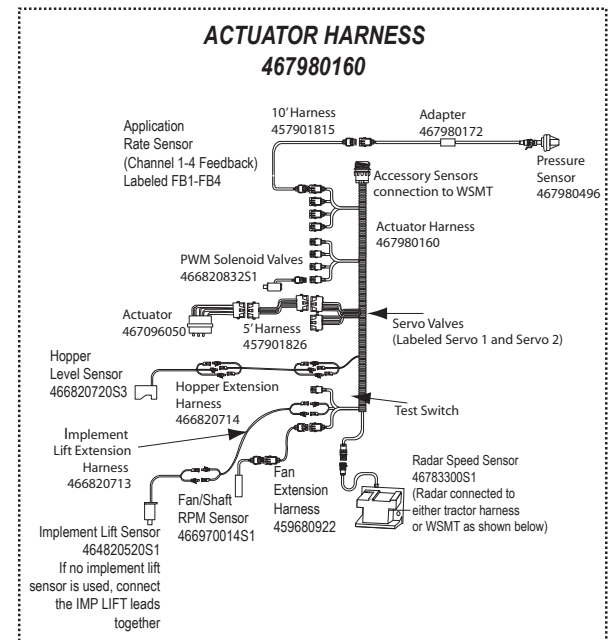 ACTUATOR HARNESS
467980160
10' Harness
457901815
Adapter
467980172
Application
Rate Sensor
(Channel 1-4 Feedback)
Labeled FB1-FB4
Pressure
Sensor
467980496
Accessory Sensors
connection to WSMT
Actuator Harness
467980160
PWM Solenoid Valves
466820832S1
Actuator
467096050
5' Harness
457901826
Servo Valves
(Labeled Servo 1 and Servo 2)
Hopper
Level Sensor
466820720S3
Hopper Extension
Harness
466820714
Test Switch
Implement
Lift Extension
Harness
466820713
Fan/Shaft
RPM Sensor
466970014S1
Fan
Extension
Harness
459680922
Radar Speed Sensor
46783300S1
(Radar connected to
either tractor harness
or WSMT as shown below)
Implement Lift Sensor
464820520S1
If no implement lift
sensor is used, connect
the IMP LIFT leads
together